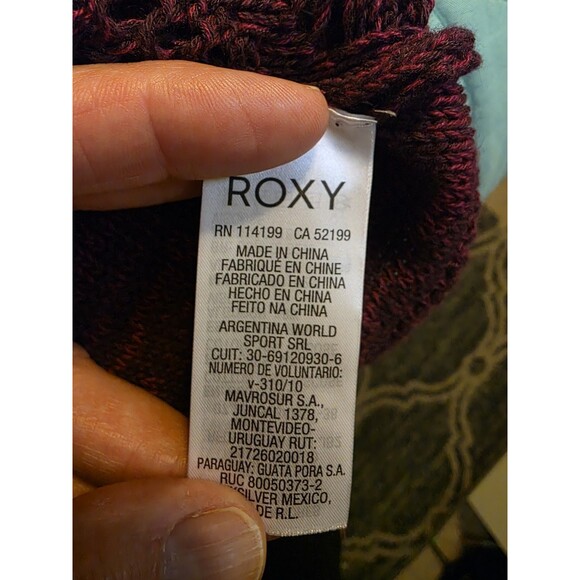 ROXY
RN 114199 CA 52199
MADE IN CHINA
FABRIQUÉ EN CHINE
FABRICADO EN CHINA
HECHO EN CHINA
FEITO NA CHINA
ARGENTINA WORLD
SPORT SRL
CUIT: 30-69120930-6
NUMERO DE VOLUNTARIO:
v-310/10
MAVROSUR S.A.,
JUNCAL 1378,
MONTEVIDEO-
URUGUAY RUT:
21726020018
PARAGUAY: GUATA PORA S.A.
RUC 80050373-2
MEXICO,
DE R.L.